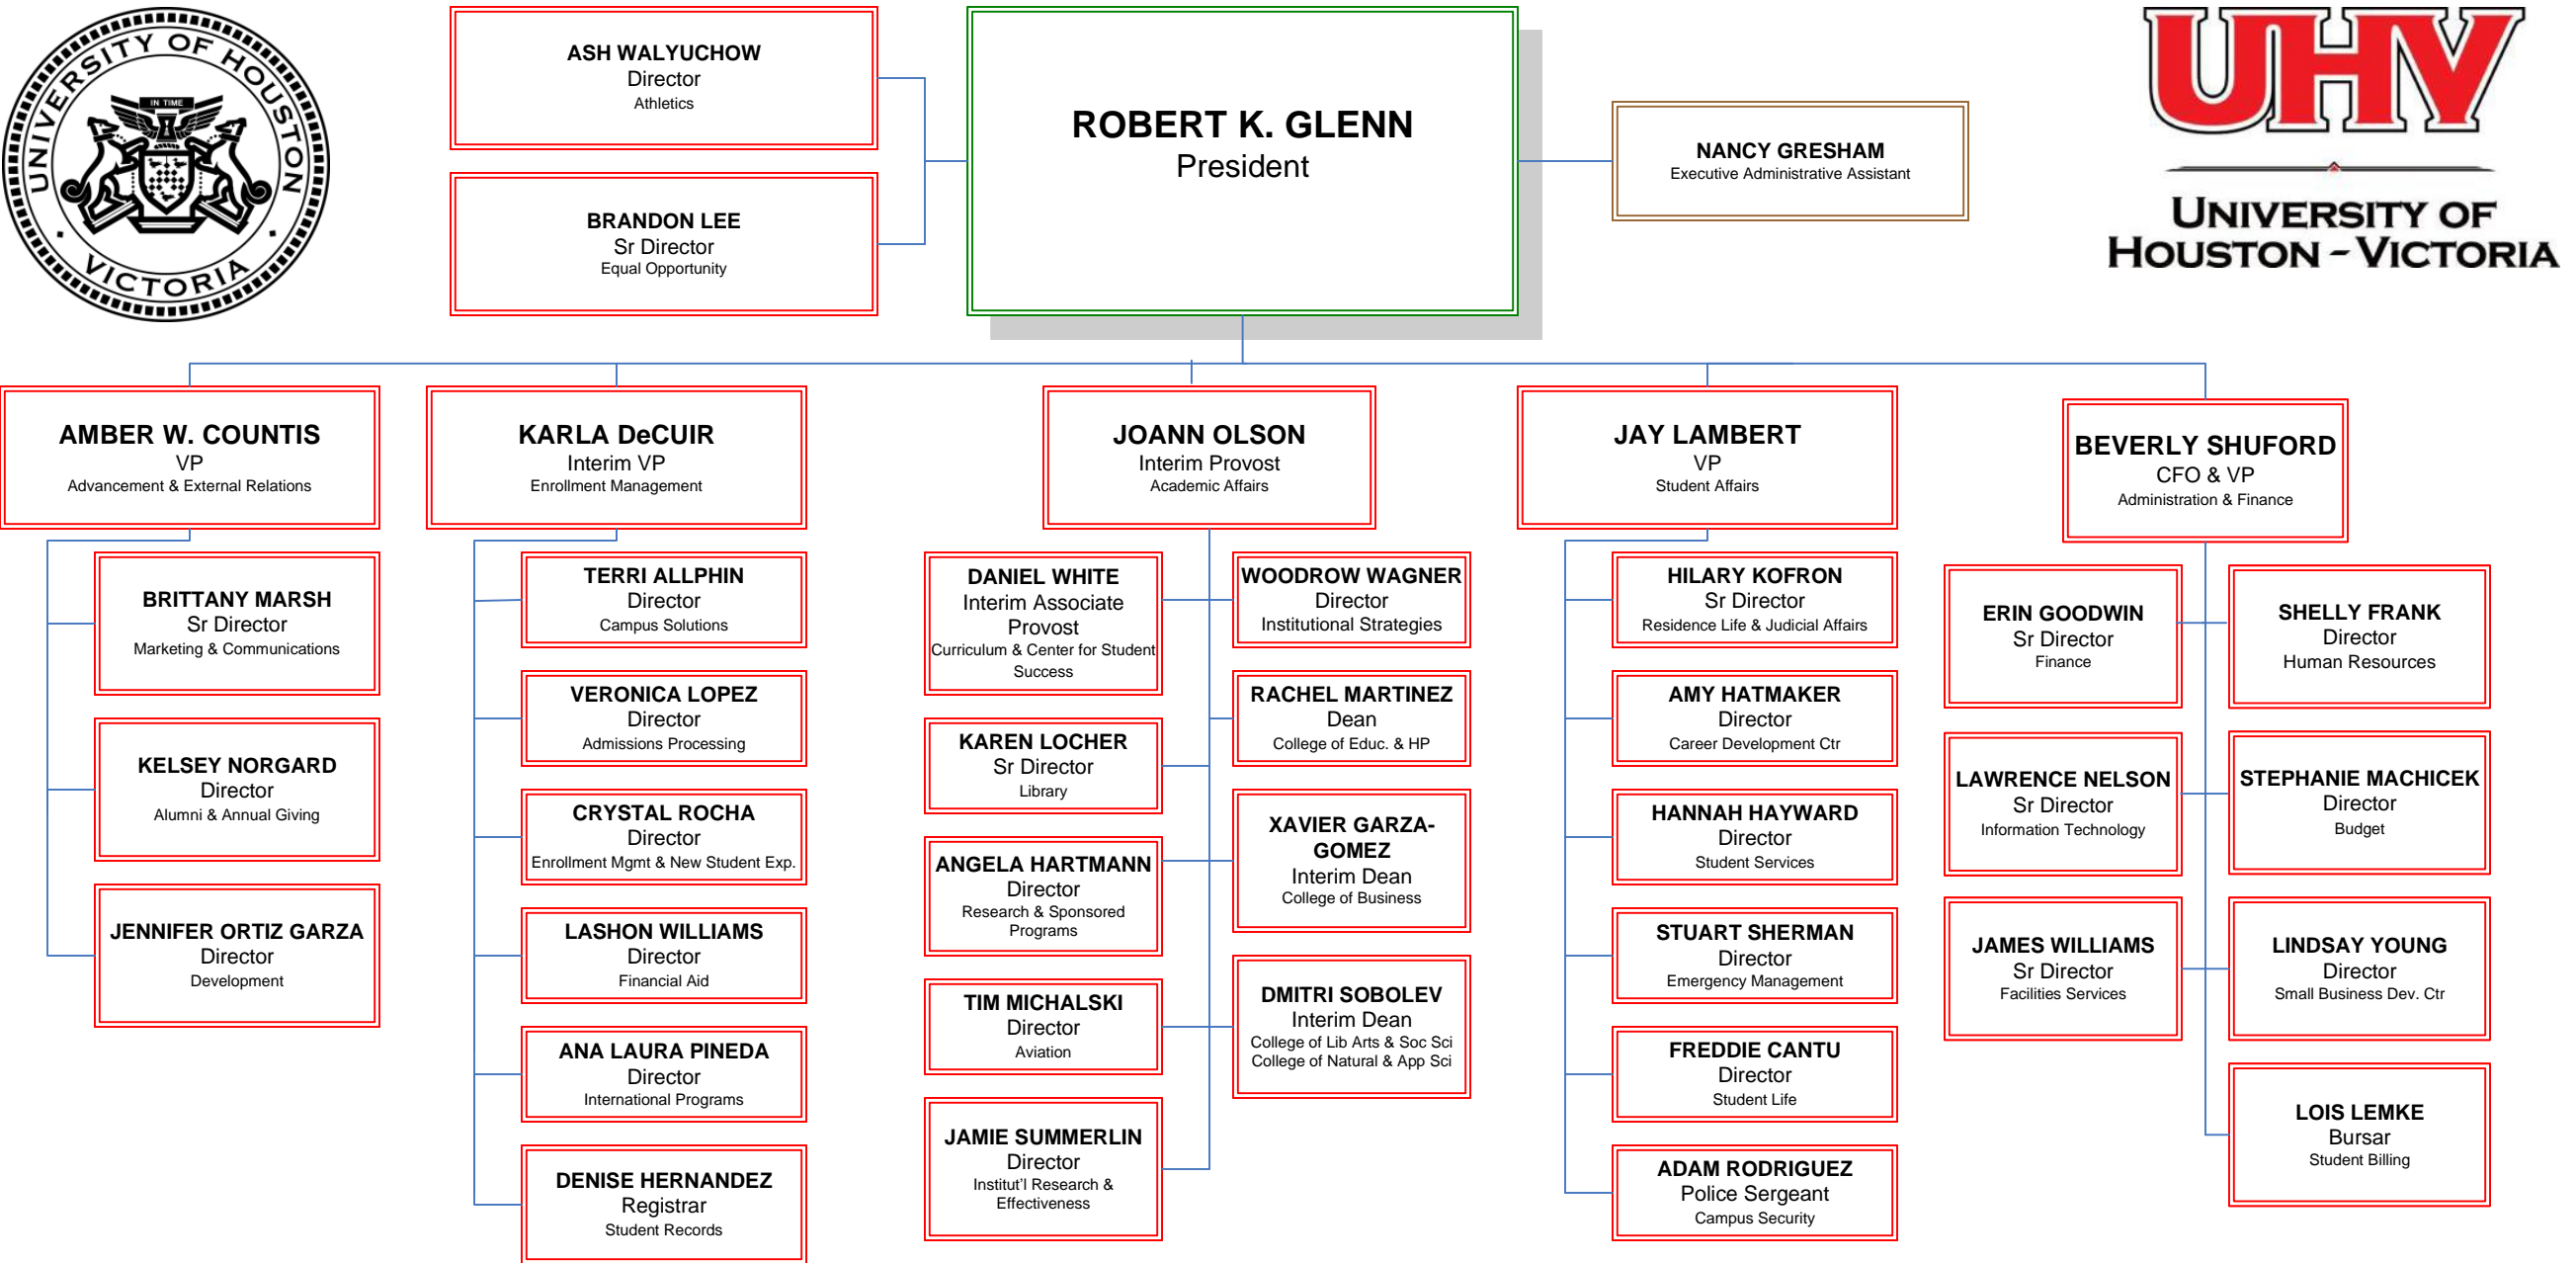 UNIVERSITY OF HOUSTON
IN TIME
VICTORIA
ASH WALYUCHOW
Director
Athletics
BRANDON LEE
Sr Director
Equal Opportunity
ROBERT K. GLENN
President
NANCY GRESHAM
Executive Administrative Assistant
UHV
UNIVERSITY OF
HOUSTON - VICTORIA
AMBER W. COUNTIS
VP
Advancement & External Relations
BRITTANY MARSH
Sr Director
Marketing & Communications
KELSEY NORGARD
Director
Alumni & Annual Giving
JENNIFER ORTIZ GARZA
Director
Development
KARLA DeCUIR
Interim VP
Enrollment Management
TERRI ALLPHIN
Director
Campus Solutions
VERONICA LOPEZ
Director
Admissions Processing
CRYSTAL ROCHA
Director
Enrollment Mgmt & New Student Exp.
LASHON WILLIAMS
Director
Financial Aid
ANA LAURA PINEDA
Director
International Programs
DENISE HERNANDEZ
Registrar
Student Records
JOANN OLSON
Interim Provost
Academic Affairs
DANIEL WHITE
Interim Associate
Provost
Curriculum & Center for Student
Success
KAREN LOCHER
Sr Director
Library
ANGELA HARTMANN
Director
Research & Sponsored
Programs
TIM MICHALSKI
Director
Aviation
JAMIE SUMMERLIN
Director
Institut'l Research &
Effectiveness
WOODROW WAGNER
Director
Institutional Strategies
RACHEL MARTINEZ
Dean
College of Educ. & HP
XAVIER GARZA-
GOMEZ
Interim Dean
College of Business
DMITRI SOBOLEV
Interim Dean
College of Lib Arts & Soc Sci
College of Natural & App Sci
JAY LAMBERT
VP
Student Affairs
HILARY KOFRON
Sr Director
Residence Life & Judicial Affairs
AMY HATMAKER
Director
Career Development Ctr
HANNAH HAYWARD
Director
Student Services
STUART SHERMAN
Director
Emergency Management
FREDDIE CANTU
Director
Student Life
ADAM RODRIGUEZ
Police Sergeant
Campus Security
BEVERLY SHUFORD
CFO & VP
Administration & Finance
ERIN GOODWIN
Sr Director
Finance
LAWRENCE NELSON
Sr Director
Information Technology
JAMES WILLIAMS
Sr Director
Facilities Services
SHELLY FRANK
Director
Human Resources
STEPHANIE MACHICEK
Director
Budget
LINDSAY YOUNG
Director
Small Business Dev. Ctr
LOIS LEMKE
Bursar
Student Billing